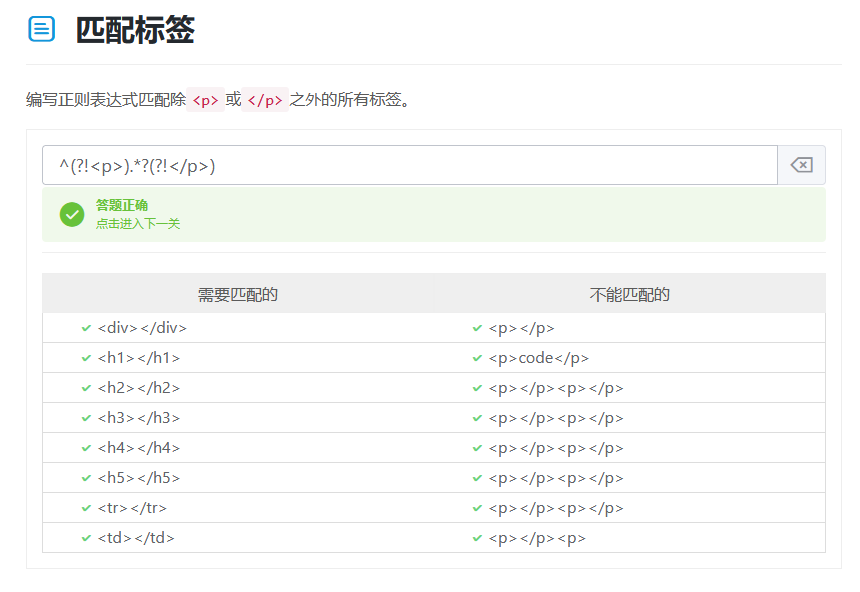 匹配标签
编写正则表达式匹配除 <p> 或 </p> 之外的所有标签。
^(?!<p>).*?(?!</p>)
答题正确
点击进入下一关
需要匹配的 不能匹配的
<div></div> <p></p>
<h1></h1> <p>code</p>
<h2></h2> <p></p><p></p>
<h3></h3> <p></p><p></p>
<h4></h4> <p></p><p></p>
<h5></h5> <p></p><p></p>
<tr></tr> <p></p><p></p>
<td></td> <p></p><p>